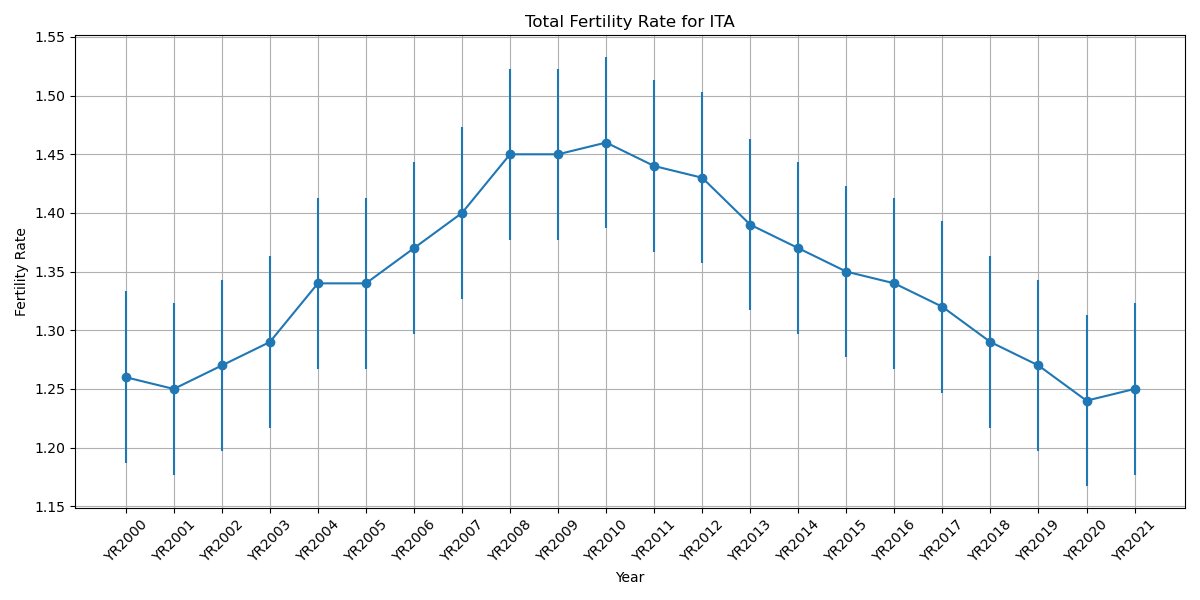 Total Fertility Rate for ITA
1.55
1.50
1.45
1.40
1.35
1.30
1.25
1.20
1.15
Fertility Rate
YR2000
YR2001
YR2002
YR2003
YR2004
YR2005
YR2006
YR2007
YR2008
YR2009
YR2010
YR2011
YR2012
YR2013
YR2014
YR2015
YR2016
YR2017
YR2018
YR2019
YR2020
YR2021
Year